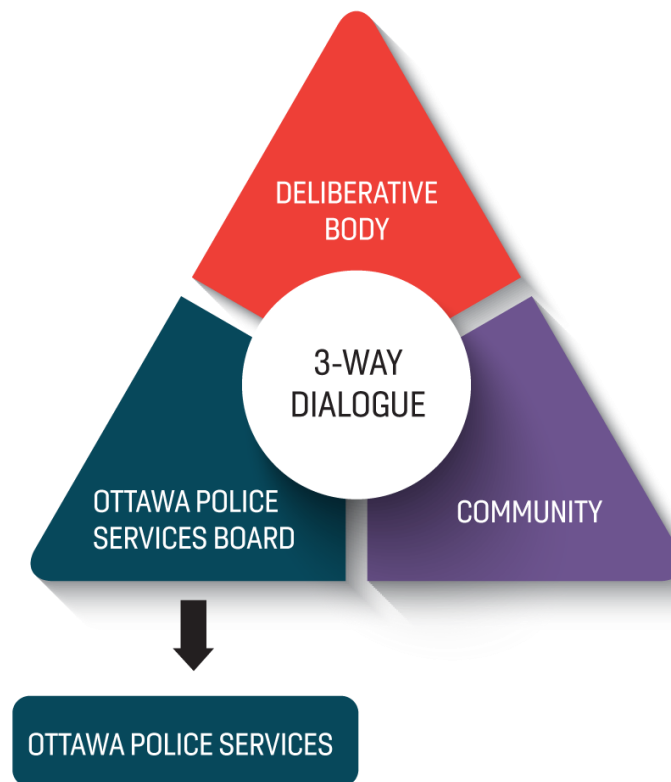 DELIBERATIVE
BODY
3-WAY
DIALOGUE
OTTAWA POLICE
SERVICES BOARD
COMMUNITY
OTTAWA POLICE SERVICES